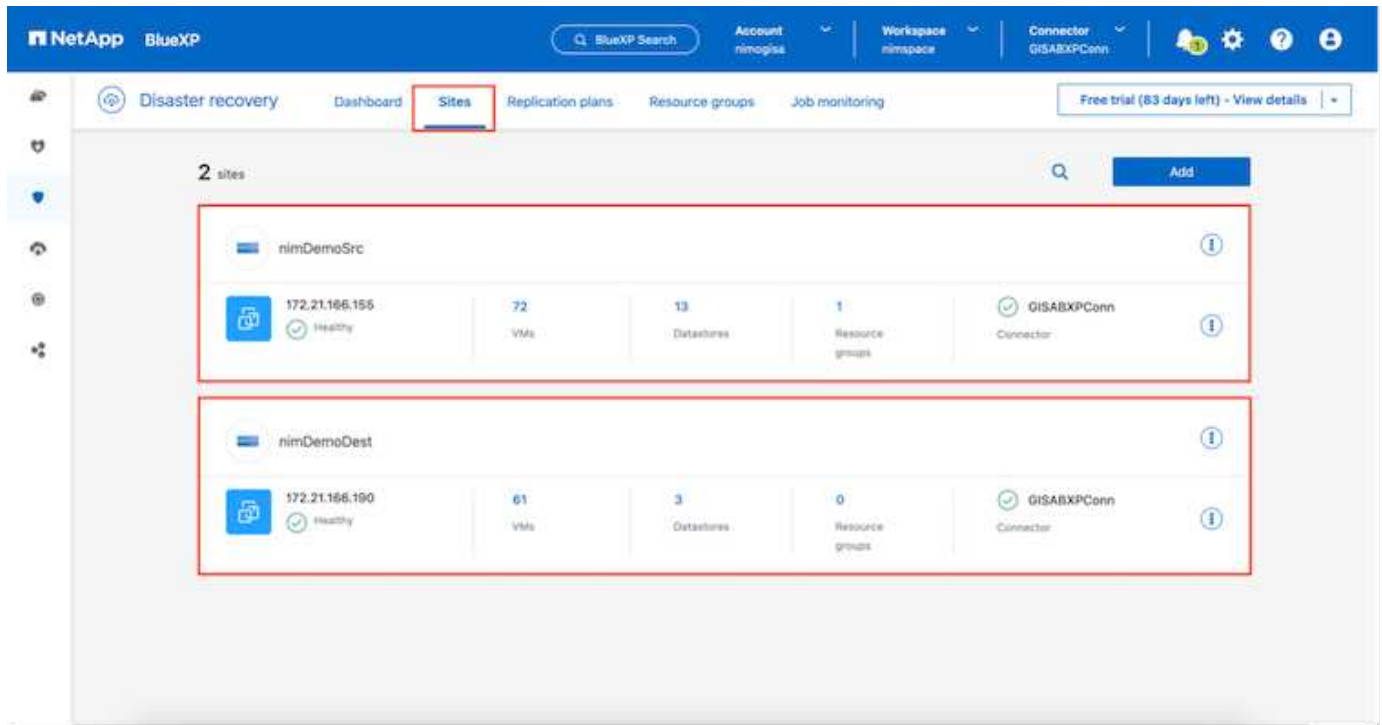 NetApp BlueXP BlueXP Search Account nimogisa Workspace nimspace Connector GISABXPConn 1
Disaster recovery Dashboard Sites Replication plans Resource groups Job monitoring Free trial (83 days left) - View details
2 sites Add
nimDemoSrc
172.21.166.155 72 13 1 GISABXPConn
Healthy VMs Datastores Resource groups Connector
nimDemoDest
172.21.166.190 61 3 0 GISABXPConn
Healthy VMs Datastores Resource groups Connector